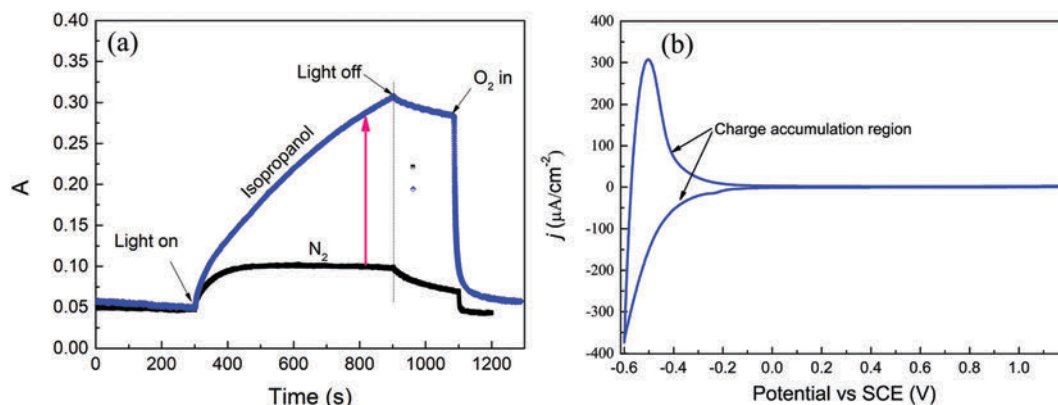 (a)
0.40
0.35
0.30
0.25
0.20
0.15
0.10
0.05
0.00
A
Light off
O₂ in
Isopropanol
Light on
N₂
0 200 400 600 800 1000 1200
Time (s)
(b)
400
300
200
100
0
-100
-200
-300
-400
j (μA/cm⁻²)
Charge accumulation region
-0.6 -0.4 -0.2 0.0 0.2 0.4 0.6 0.8 1.0
Potential vs SCE (V)